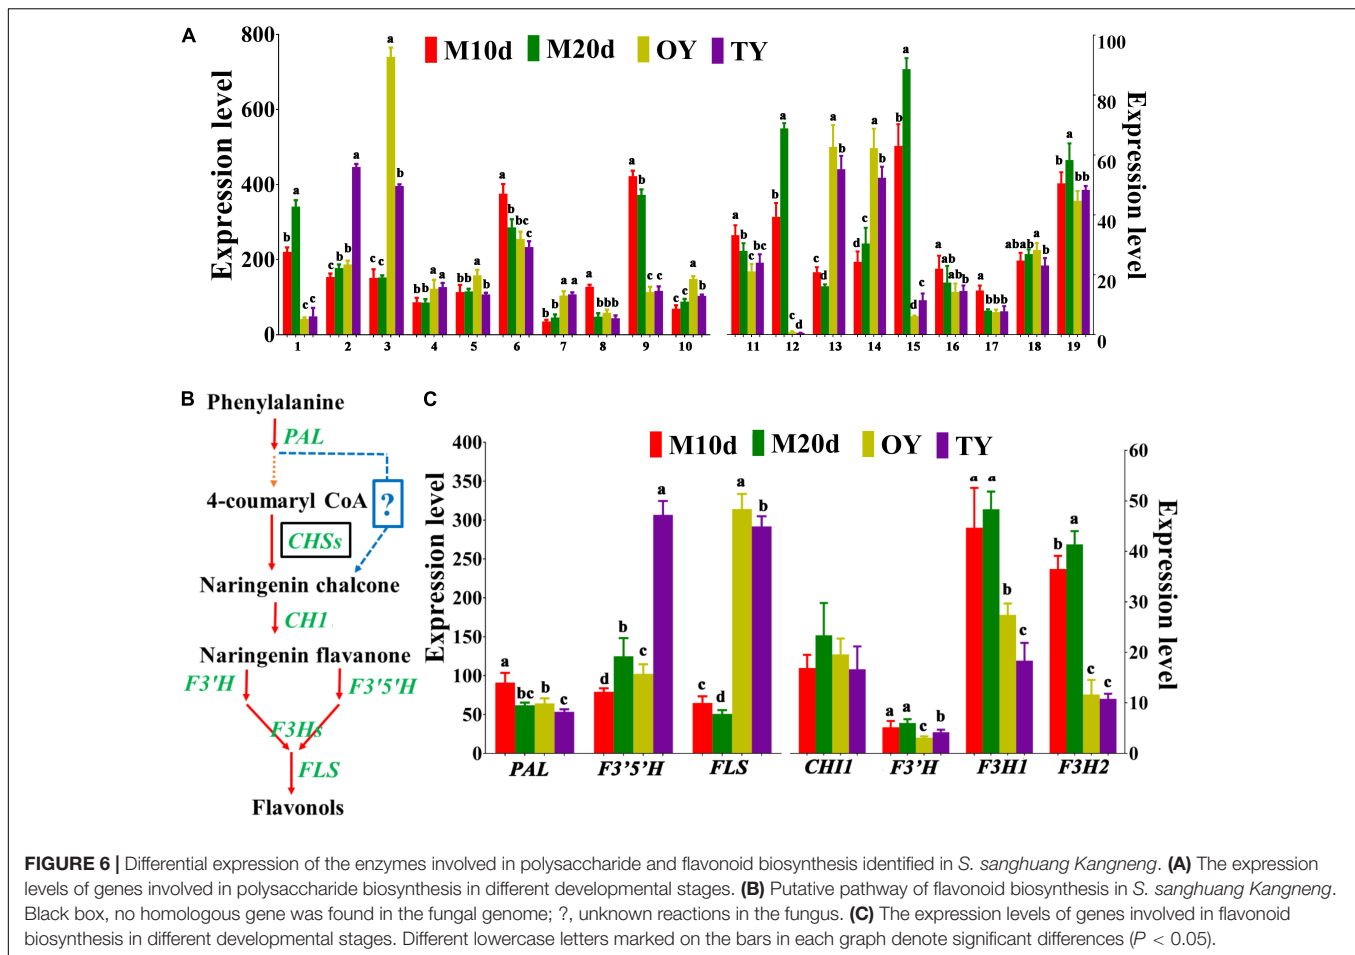 A
M10d M20d OY TY
Expression level
800
600
400
200
0
b a c c
c b b a
c c a b
b b a a
b b a b
a b bc c
b b a a
a b b b
a b c c
c c a b
1 2 3 4 5 6 7 8 9 10
a b c bc
b a c c
c d a b
d c a b
b a d c
a ab ab b
a b b b
ab ab a b
b a b b
11 12 13 14 15 16 17 18 19
100
80
60
40
20
0
Expression level
B
Phenylalanine
PAL
4-coumaryl CoA
?
CHSs
Naringenin chalcone
CH1
Naringenin flavanone
F3'H F3'5'H
F3Hs
FLS
Flavonols
C
M10d M20d OY TY
Expression level
400
350
300
250
200
150
100
50
0
a bc b c
d b c a
c d a b
a a c b
a a b c
b a c c
PAL F3’5’H FLS CHI1 F3’H F3H1 F3H2
60
50
40
30
20
10
0
Expression level
FIGURE 6 | Differential expression of the enzymes involved in polysaccharide and flavonoid biosynthesis identified in S. sanghuang Kangneng. (A) The expression
levels of genes involved in polysaccharide biosynthesis in different developmental stages. (B) Putative pathway of flavonoid biosynthesis in S. sanghuang Kangneng.
Black box, no homologous gene was found in the fungal genome; ?, unknown reactions in the fungus. (C) The expression levels of genes involved in flavonoid
biosynthesis in different developmental stages. Different lowercase letters marked on the bars in each graph denote significant differences (P < 0.05).